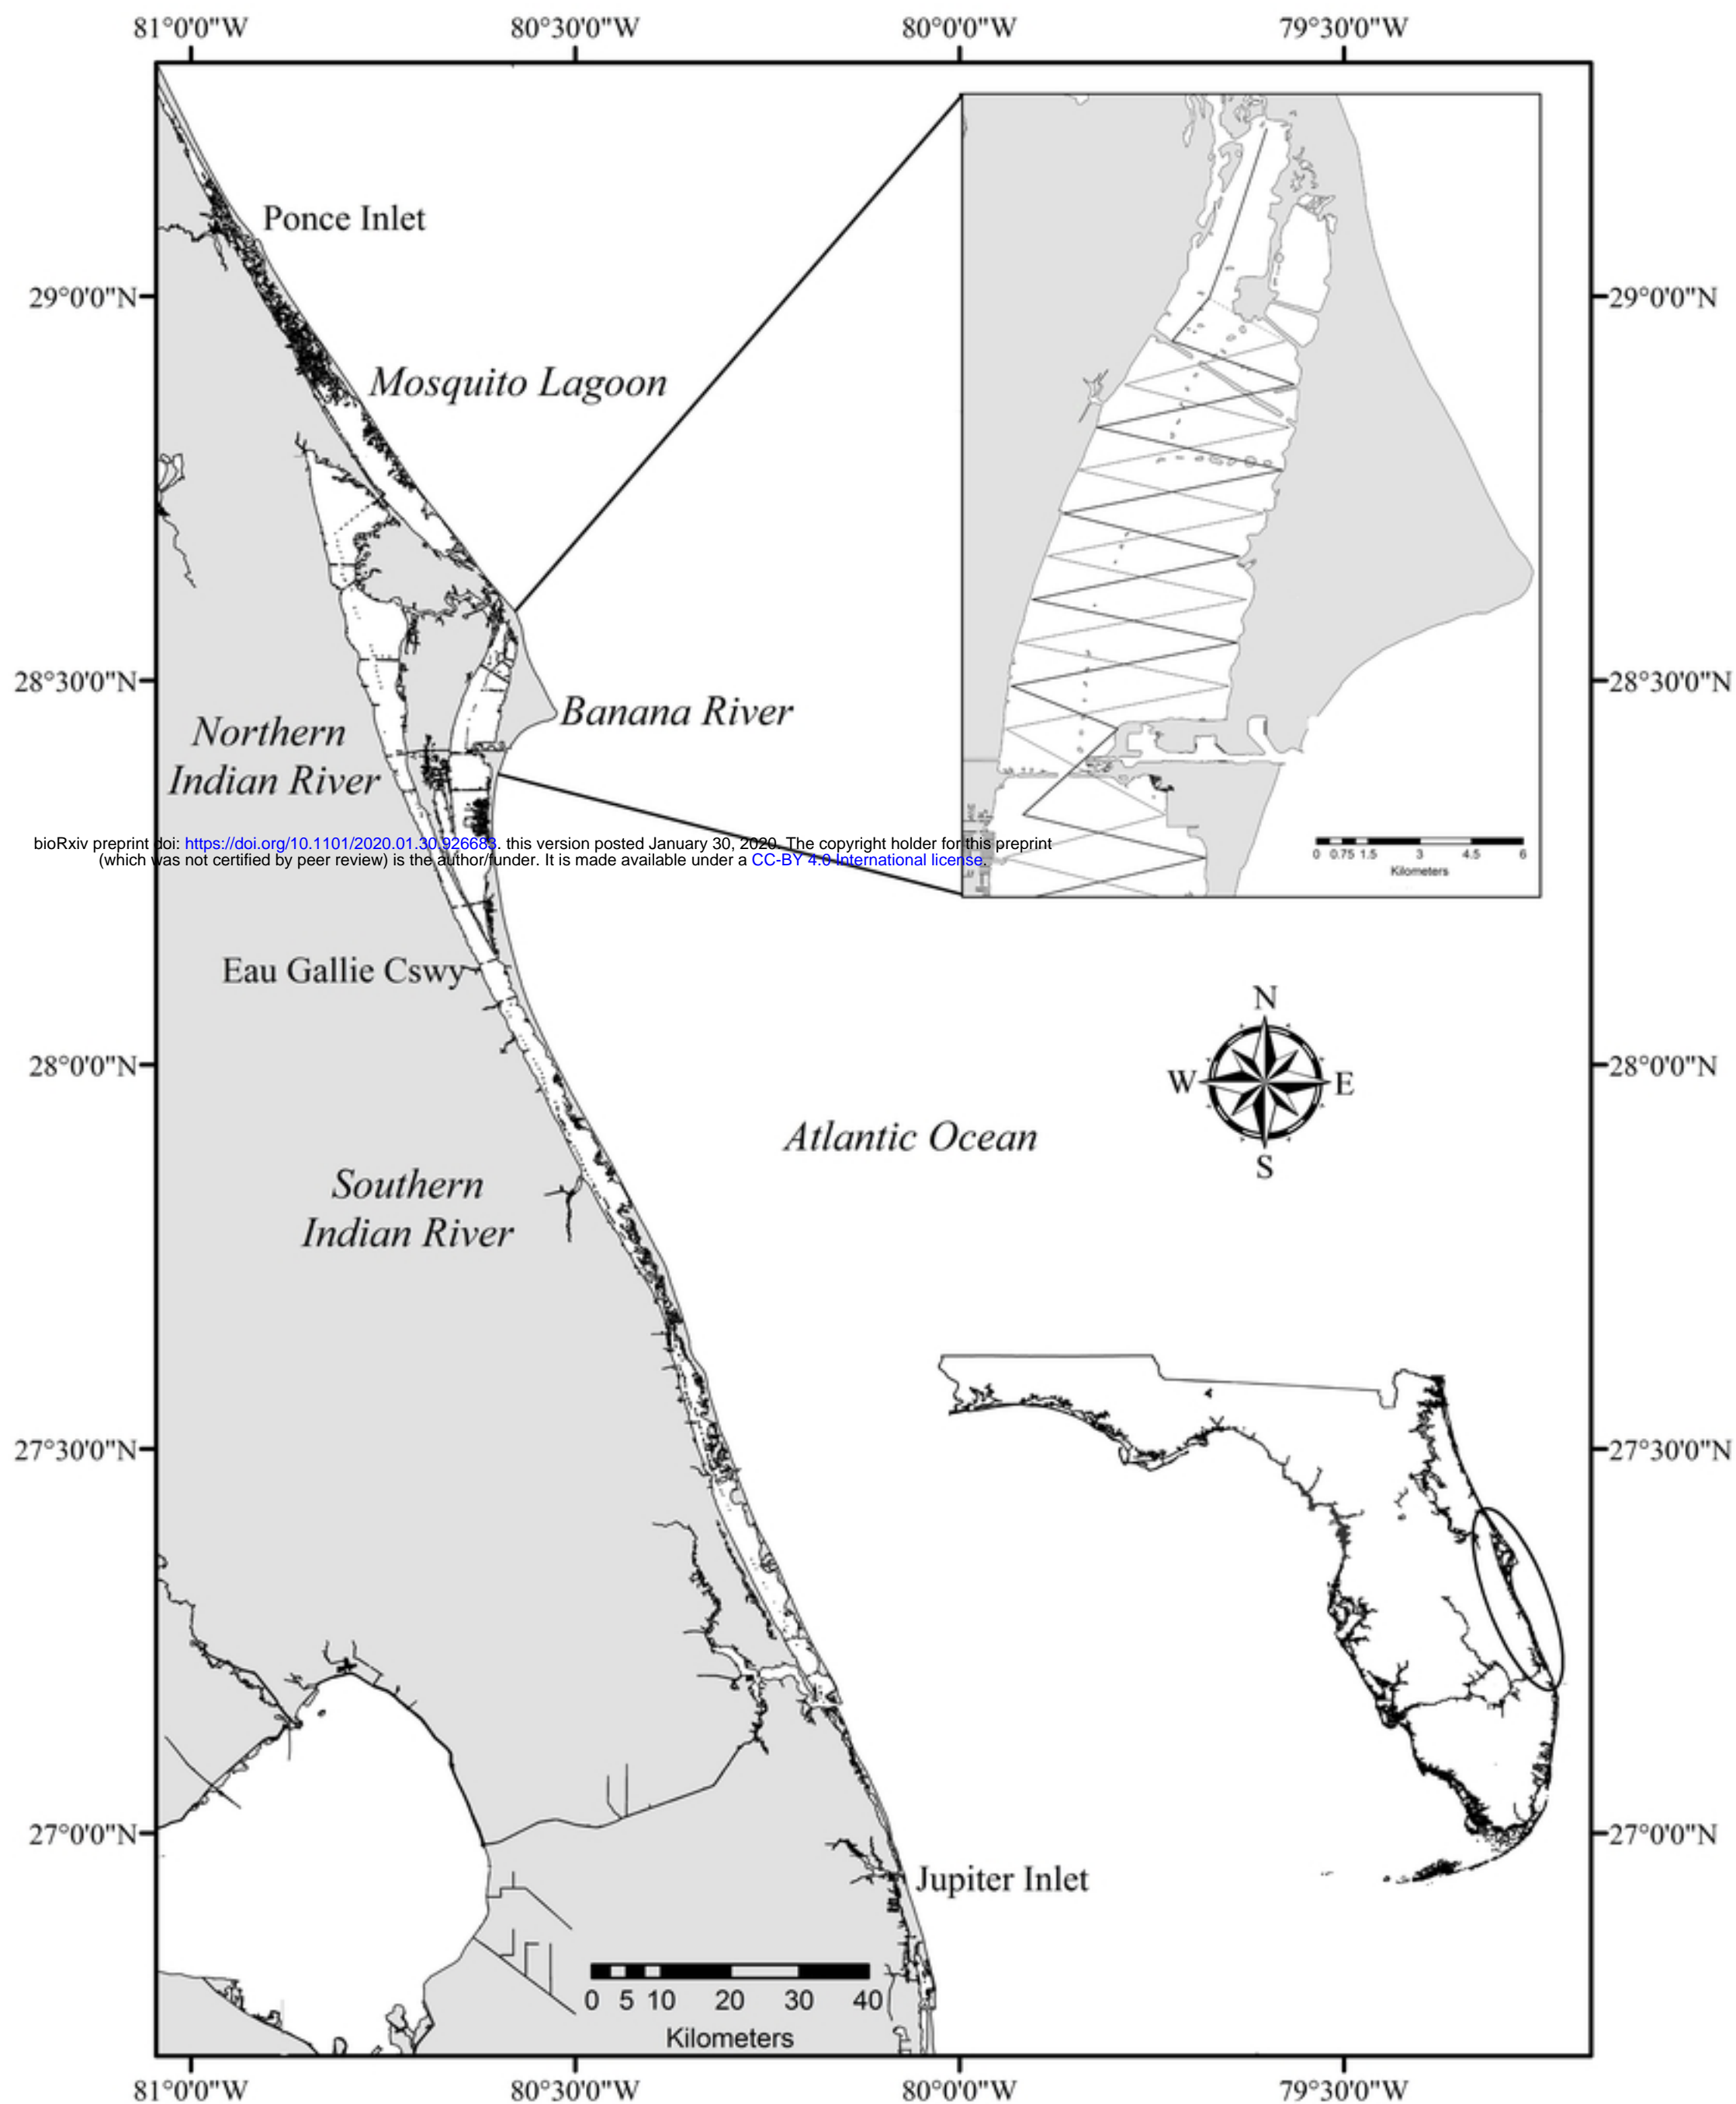 81°0'0"W 80°30'0"W 80°0'0"W 79°30'0"W
Ponce Inlet
29°0'0"N 29°0'0"N
Mosquito Lagoon
28°30'0"N 28°30'0"N
Banana River
Northern
Indian River
0 0.75 1.5 3 4.5 6
Kilometers
bioRxiv preprint doi: https://doi.org/10.1101/2020.01.30.926683. this version posted January 30, 2020. The copyright holder for this preprint
(which was not certified by peer review) is the author/funder. It is made available under a CC-BY 4.0 International license.
Eau Gallie Cswy
N
28°0'0"N 28°0'0"N
W E
S
Atlantic Ocean
Southern
Indian River
27°30'0"N 27°30'0"N
27°0'0"N 27°0'0"N
Jupiter Inlet
0 5 10 20 30 40
Kilometers
81°0'0"W 80°30'0"W 80°0'0"W 79°30'0"W